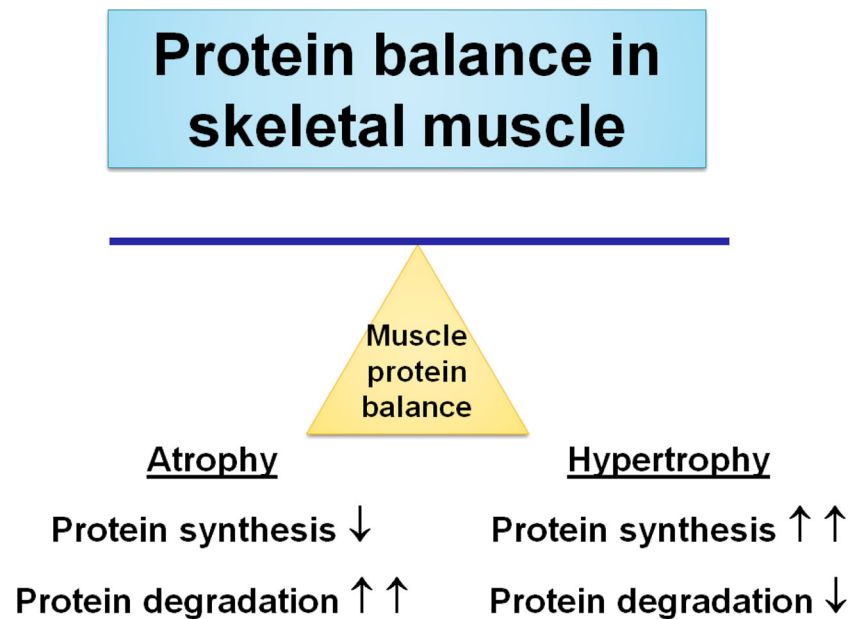 Protein balance in
skeletal muscle
Muscle
protein
balance
Atrophy
Protein synthesis ↓
Protein degradation ↑ ↑
Hypertrophy
Protein synthesis ↑ ↑
Protein degradation ↓